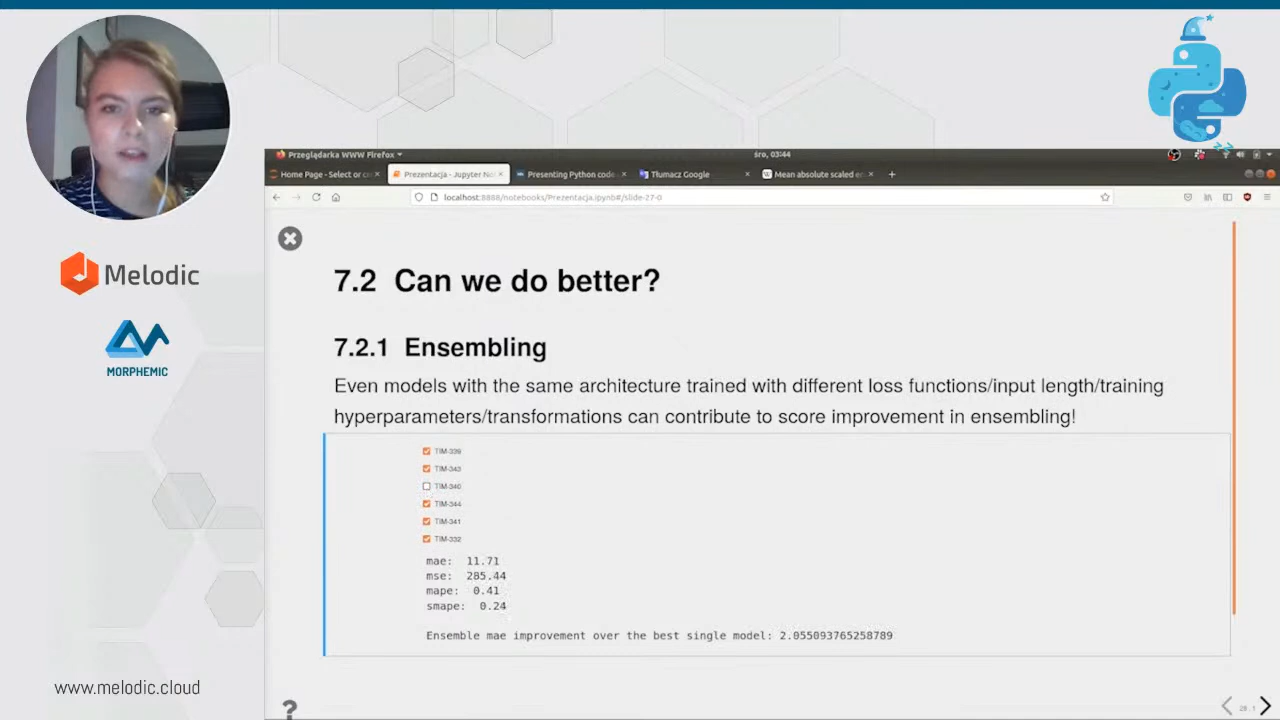 Przeglądarka WWW Firefox
śro, 03:44
Home Page - Select or cr
Prezentacja - Jupyter No
Presenting Python code
Tłumacz Google
Mean absolute scaled er
localhost:8888/notebooks/Prezentacja.ipynb#/slide-27-0
7.2 Can we do better?
7.2.1 Ensembling
Even models with the same architecture trained with different loss functions/input length/training
hyperparameters/transformations can contribute to score improvement in ensembling!
TIM-339
TIM-343
TIM-340
TIM-344
TIM-341
TIM-332
mae: 11.71
mse: 285.44
mape: 0.41
smape: 0.24
Ensemble mae improvement over the best single model: 2.055093765258789
Melodic
MORPHEMIC
www.melodic.cloud
?
28.1